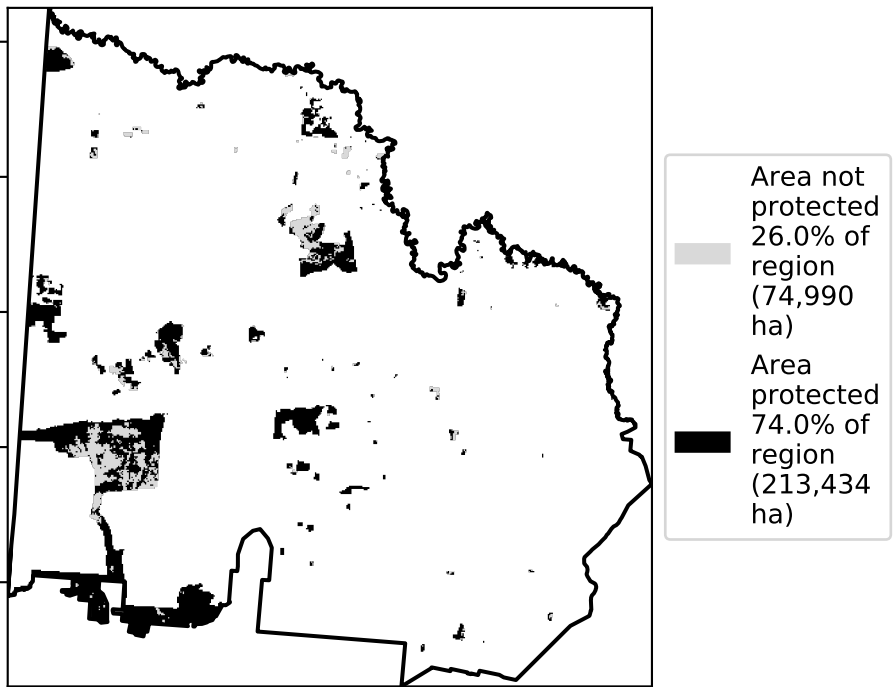 Area not
protected
26.0% of
region
(74,990
ha)
Area
protected
74.0% of
region
(213,434
ha)